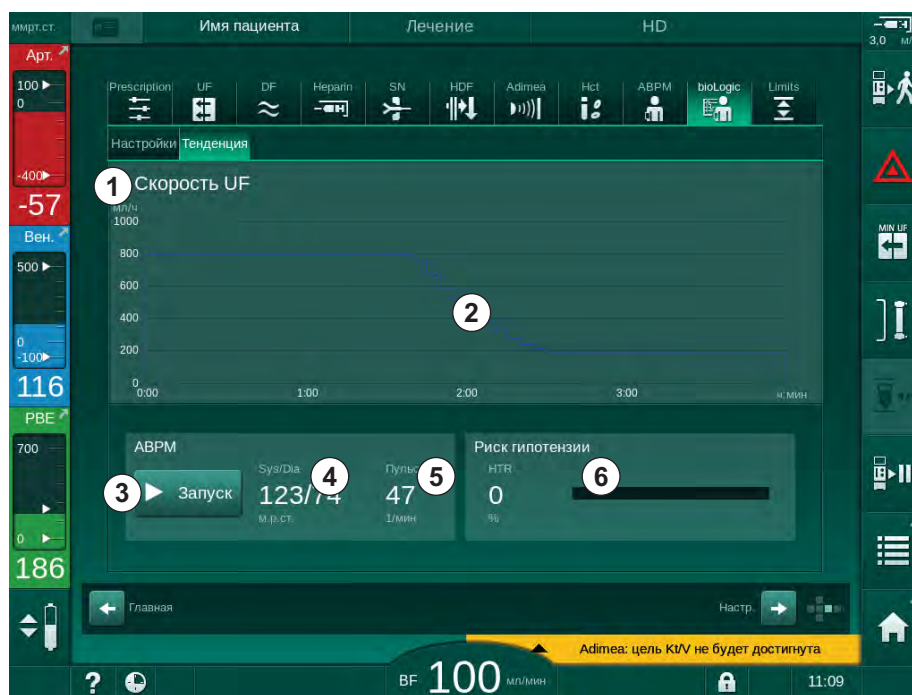 ммрт.ст. Имя пациента Лечение HD
3,0
Арт.
100
0
-400
-57
Вен.
500
0
-100
116
PBE
700
0
186
Prescription UF DF Heparin SN HDF Adimea Hct ABPM bioLogic Limits
Настройки Тенденция
1 Скорость UF
мл/ч
1000
800
600
400
200
0
2
0:00 1:00 2:00 3:00 ч:мин
ABPM
3 Запуск
Sys/Dia 4
123/74
м.р.ст.
Пульс 5
47
1/мин
Риск гипотензии
HTR 6
0
%
MIN UF
Главная Настр.
Adimea: цель Kt/V не будет достигнута
? BF 100 мл/мин 11:09